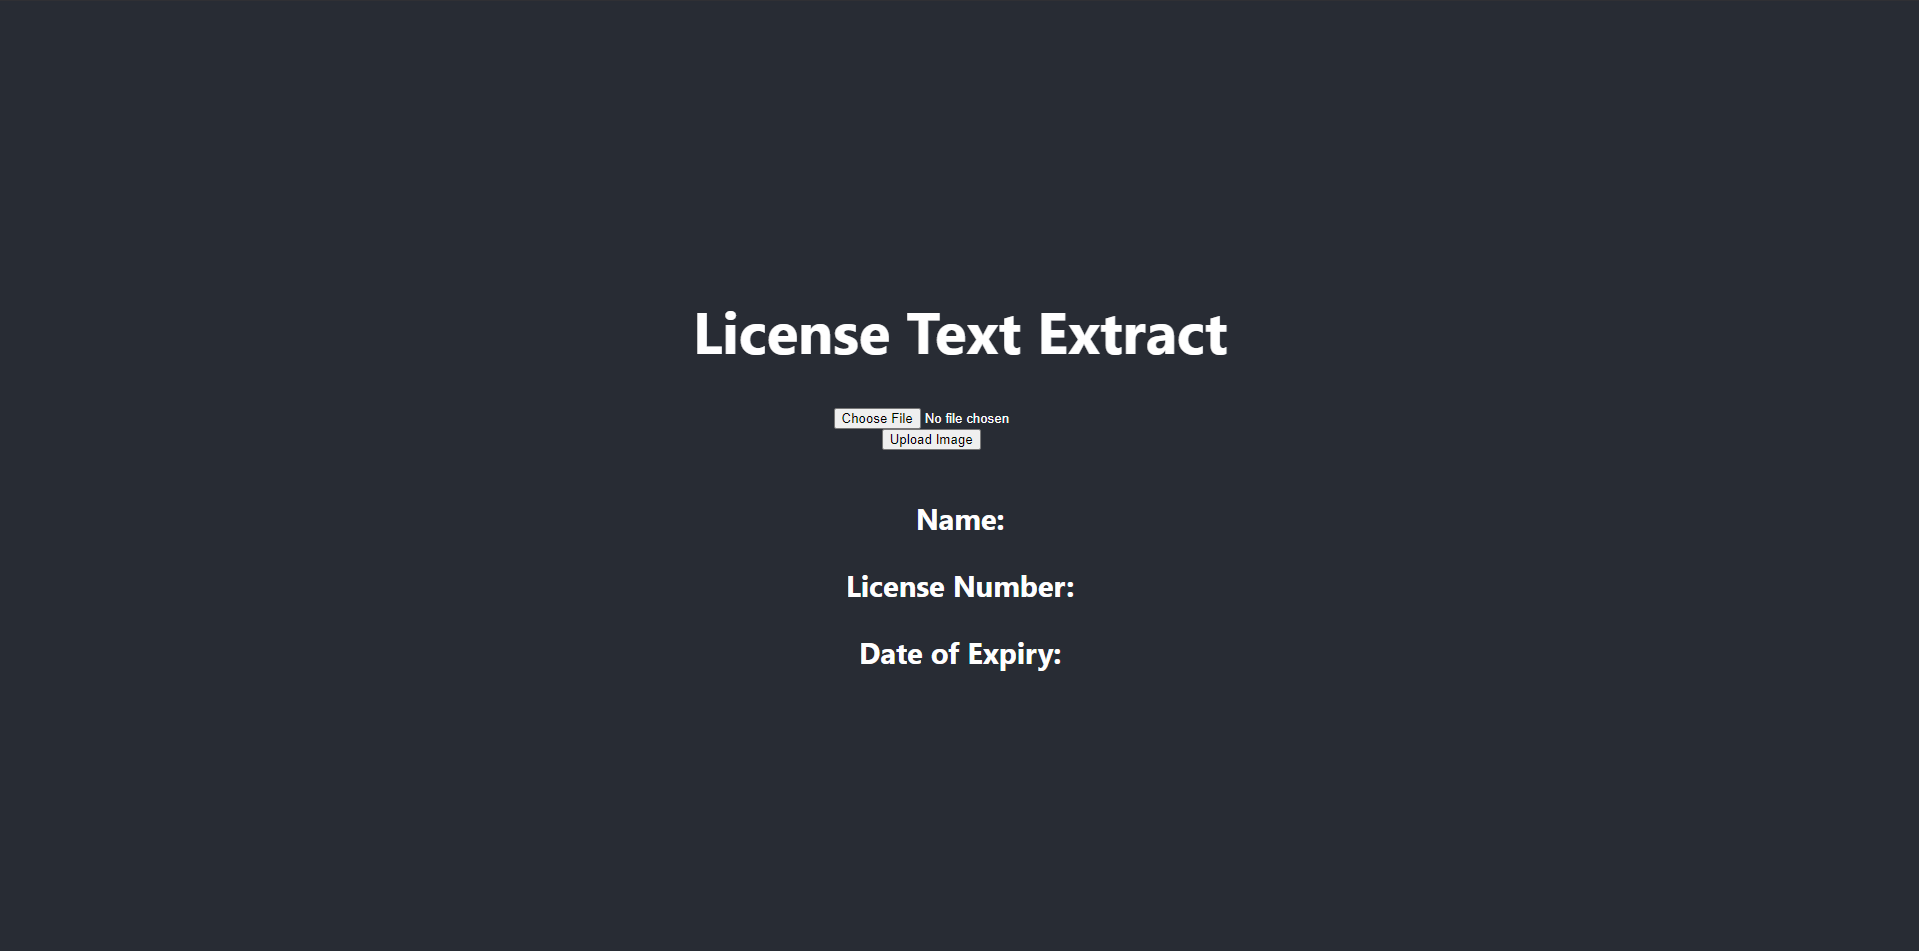 License Text Extract
Choose File No file chosen
Upload Image
Name:
License Number:
Date of Expiry: